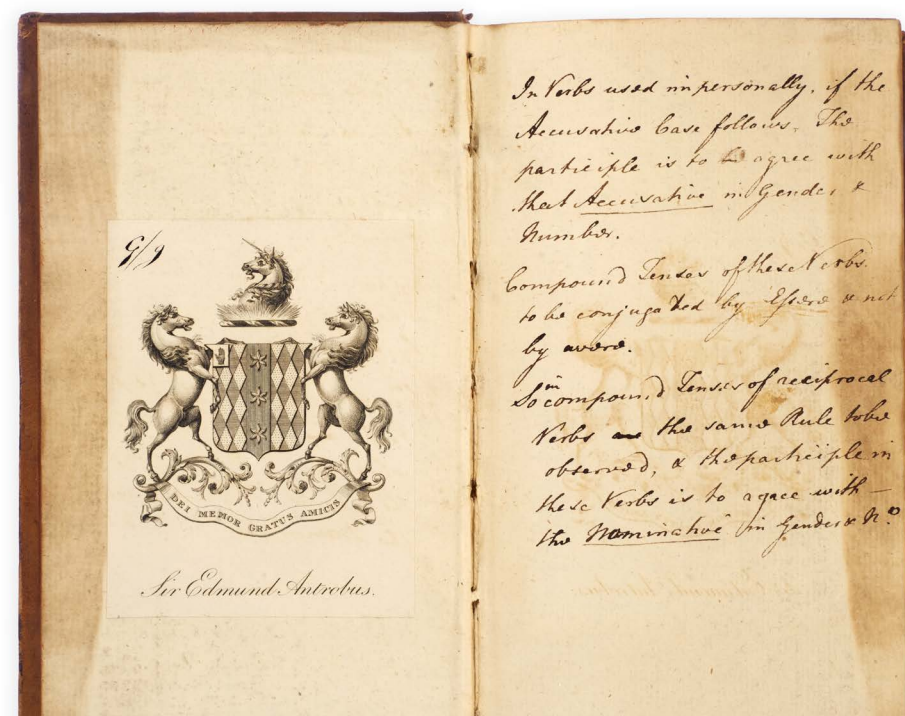 DEI MEMOR GRATUS AMICIS
Sir Edmund Antrobus.
In Verbs used impersonally, if the
Accusative Case follows. The
participle is to agree with
that Accusative in Gender &
Number.
Compound Tenses of these Verbs
to be conjugated by Essere & not
by avere.
So in compound Tenses of reciprocal
Verbs the same Rule to be
observed, & the participle in
these Verbs is to agree with
the Nominative in Gender & N.o